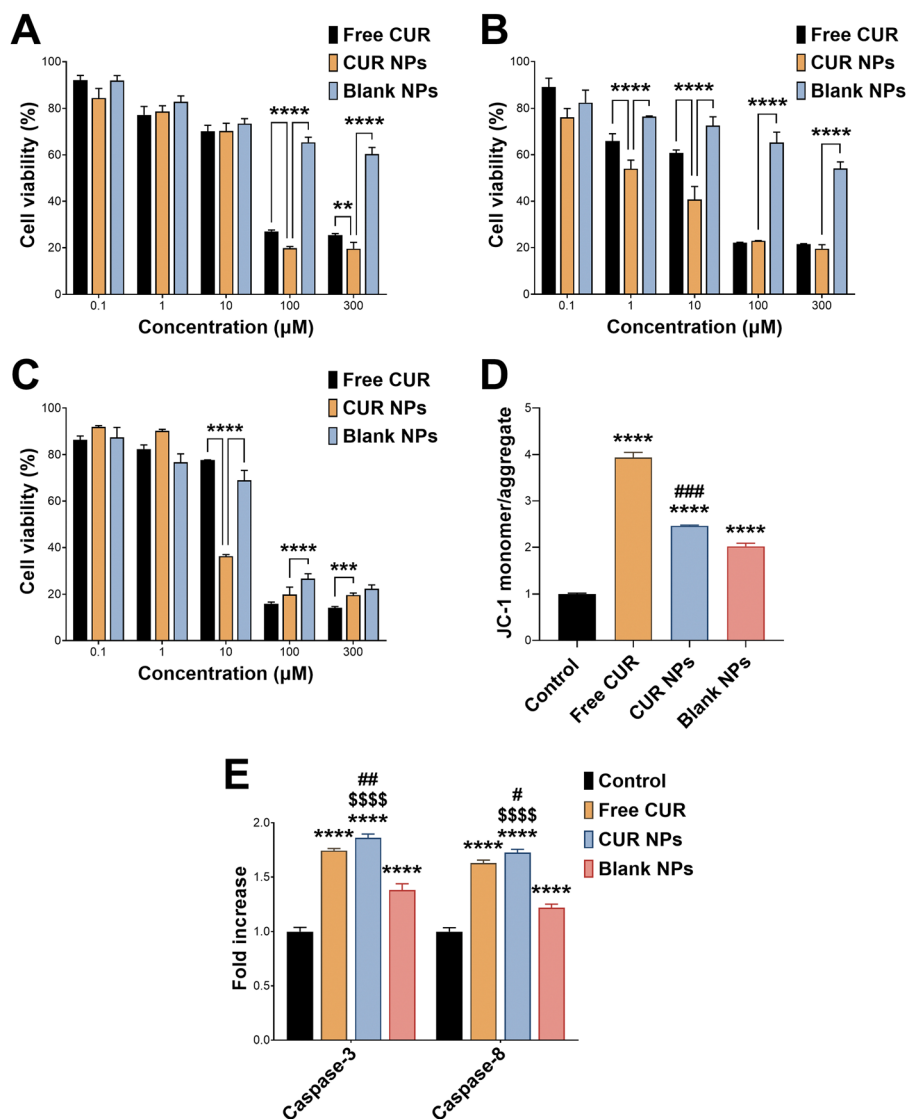 A
Free CUR
CUR NPs
Blank NPs
Cell viability (%)
100
80
60
40
20
0
****
****
**
0.1
1
10
100
300
Concentration (µM)
B
Free CUR
CUR NPs
Blank NPs
Cell viability (%)
100
80
60
40
20
0
****
****
****
****
0.1
1
10
100
300
Concentration (µM)
C
Free CUR
CUR NPs
Blank NPs
Cell viability (%)
100
80
60
40
20
0
****
****
***
0.1
1
10
100
300
Concentration (µM)
D
JC-1 monomer/aggregate
5
4
3
2
1
0
****
###
****
****
Control
Free CUR
CUR NPs
Blank NPs
E
Control
Free CUR
CUR NPs
Blank NPs
Fold increase
2.0
1.5
1.0
0.5
0.0
##
$$$$
**** ****
****
#
$$$$
**** ****
****
Caspase-3
Caspase-8